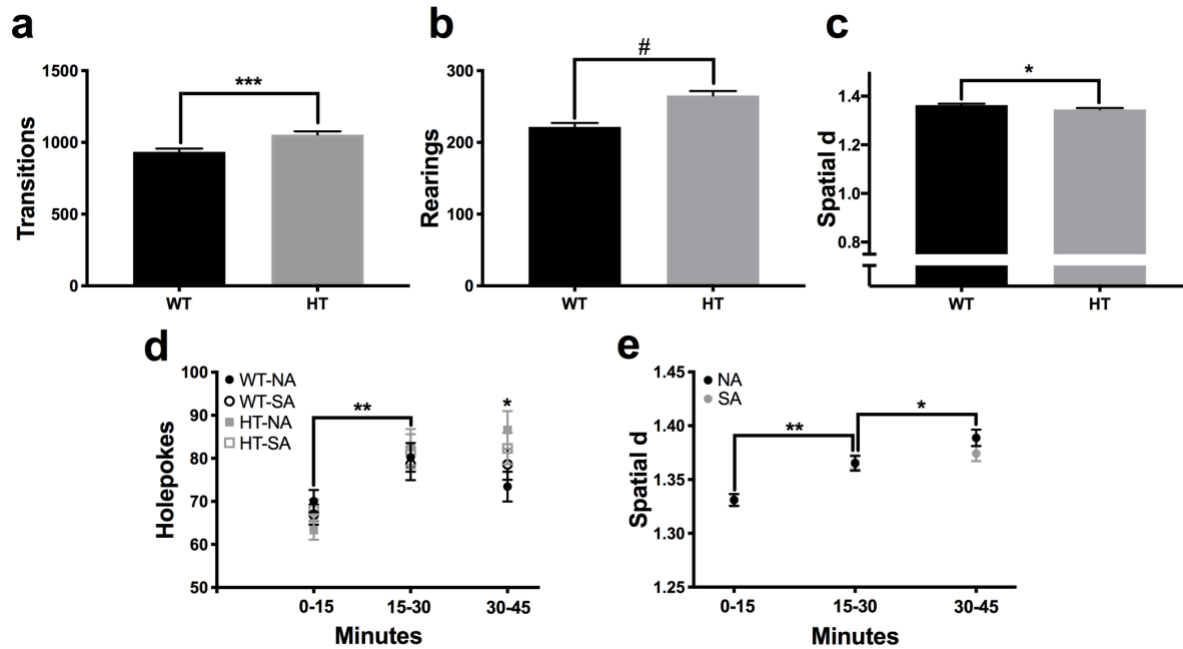 a
Transitions
1500
1000
500
0
***
WT
HT
b
Rearings
300
200
100
0
#
WT
HT
c
Spatial d
1.4
1.2
1.0
0.8
*
WT
HT
d
Holepokes
100
90
80
70
60
50
WT-NA
WT-SA
HT-NA
HT-SA
**
*
0-15
15-30
30-45
Minutes
e
Spatial d
1.45
1.40
1.35
1.30
1.25
NA
SA
**
*
0-15
15-30
30-45
Minutes